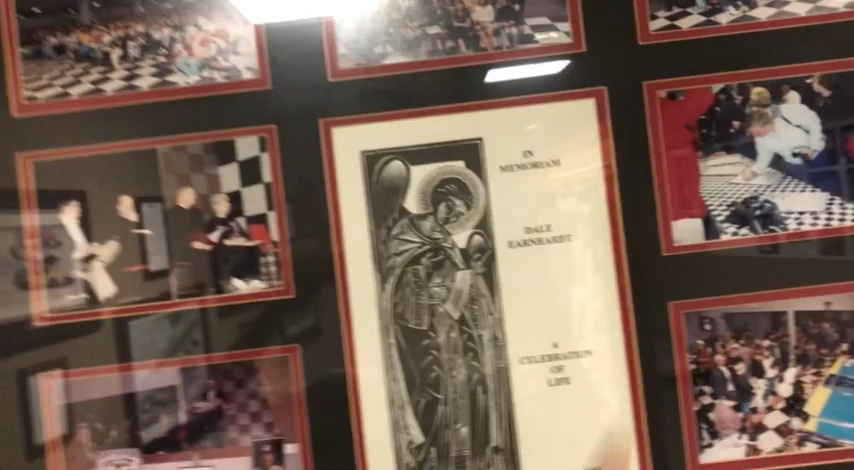 IN
MEMORIAM
DALE
EARNHARDT
A
CELEBRATION
OF
LIFE